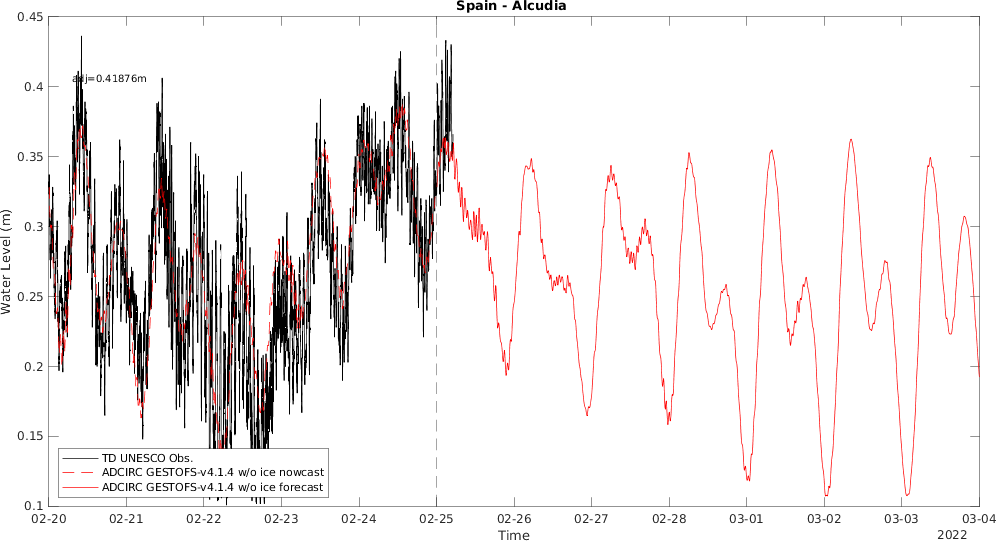 Spain - Alcudia
0.45
0.4
0.35
0.3
0.25
0.2
0.15
0.1
Water Level (m)
adj=0.41876m
TD UNESCO Obs.
ADCIRC GESTOFS-v4.1.4 w/o ice nowcast
ADCIRC GESTOFS-v4.1.4 w/o ice forecast
02-20 02-21 02-22 02-23 02-24 02-25 02-26 02-27 02-28 03-01 03-02 03-03 03-04
Time
2022